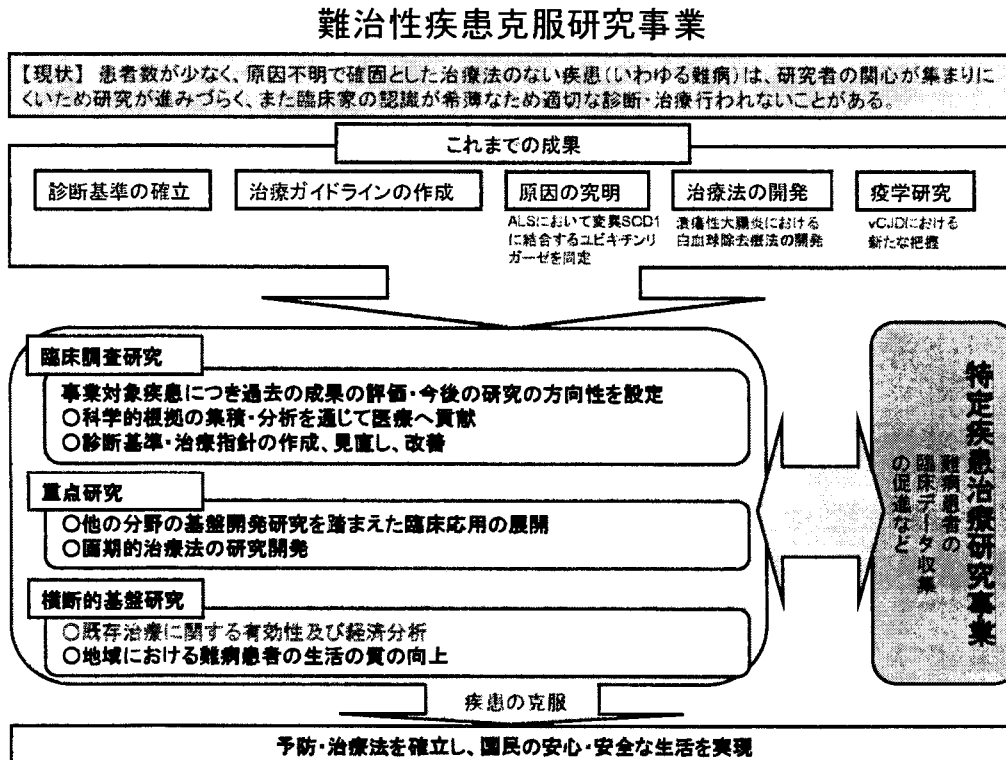 難治性疾患克服研究事業
【現状】 患者数が少なく、原因不明で確固とした治療法のない疾患(いわゆる難病)は、研究者の関心が集まりに
くいため研究が進みづらく、また臨床家の認識が希薄なため適切な診断・治療行われないことがある。
これまでの成果
診断基準の確立
治療ガイドラインの作成
原因の究明
ALSにおいて変異SOD1
に結合するユビキチンリ
ガーゼを同定
治療法の開発
潰瘍性大腸炎における
白血球除去療法の開発
疫学研究
vCJDにおける
新たな把握
臨床調査研究
事業対象疾患につき過去の成果の評価・今後の研究の方向性を設定
○科学的根拠の集積・分析を通じて医療へ貢献
○診断基準・治療指針の作成、見直し、改善
重点研究
○他の分野の基盤開発研究を踏まえた臨床応用の展開
○画期的治療法の研究開発
横断的基盤研究
○既存治療に関する有効性及び経済分析
○地域における難病患者の生活の質の向上
特定疾患治療研究事業
難病患者の
臨床データ収集
の促進など
疾患の克服
予防・治療法を確立し、国民の安心・安全な生活を実現